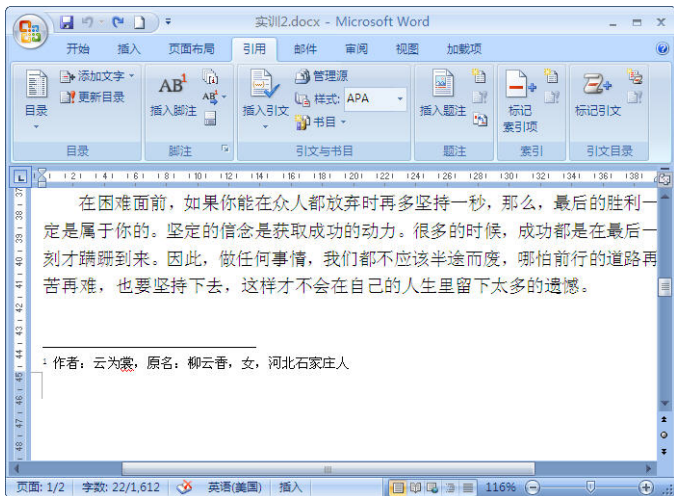 实训2.docx - Microsoft Word
开始 插入 页面布局 引用 邮件 审阅 视图 加载项
目录
添加文字
更新目录
目录
AB¹
插入脚注
AB
脚注
插入引文
管理源
样式: APA
书目
引文与书目
插入题注
题注
标记
索引项
索引
标记引文
引文目录
在困难面前，如果你能在众人都放弃时再多坚持一秒，那么，最后的胜利一
定是属于你的。坚定的信念是获取成功的动力。很多的时候，成功都是在最后一
刻才蹒跚到来。因此，做任何事情，我们都不应该半途而废，哪怕前行的道路再
苦再难，也要坚持下去，这样才不会在自己的人生里留下太多的遗憾。
¹ 作者：云为裳，原名：柳云香，女，河北石家庄人
页面: 1/2 字数: 22/1,612 英语(美国) 插入 116%